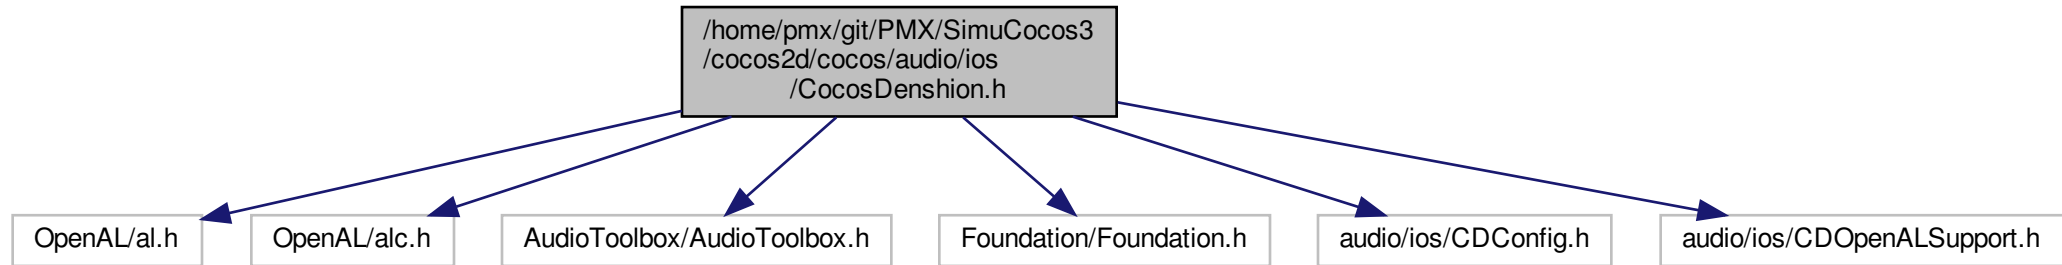 /home/pmx/git/PMX/SimuCocos3
/cocos2d/cocos/audio/ios
/CocosDenshion.h
OpenAL/al.h
OpenAL/alc.h
AudioToolbox/AudioToolbox.h
Foundation/Foundation.h
audio/ios/CDConfig.h
audio/ios/CDOpenALSupport.h